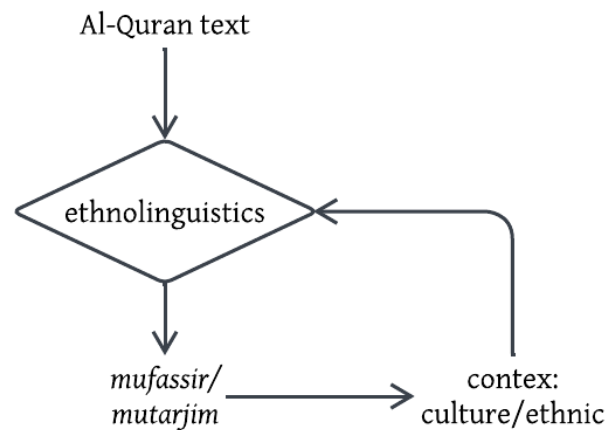 Al-Quran text
ethnolinguistics
mufassir/
mutarjim
contex:
culture/ethnic